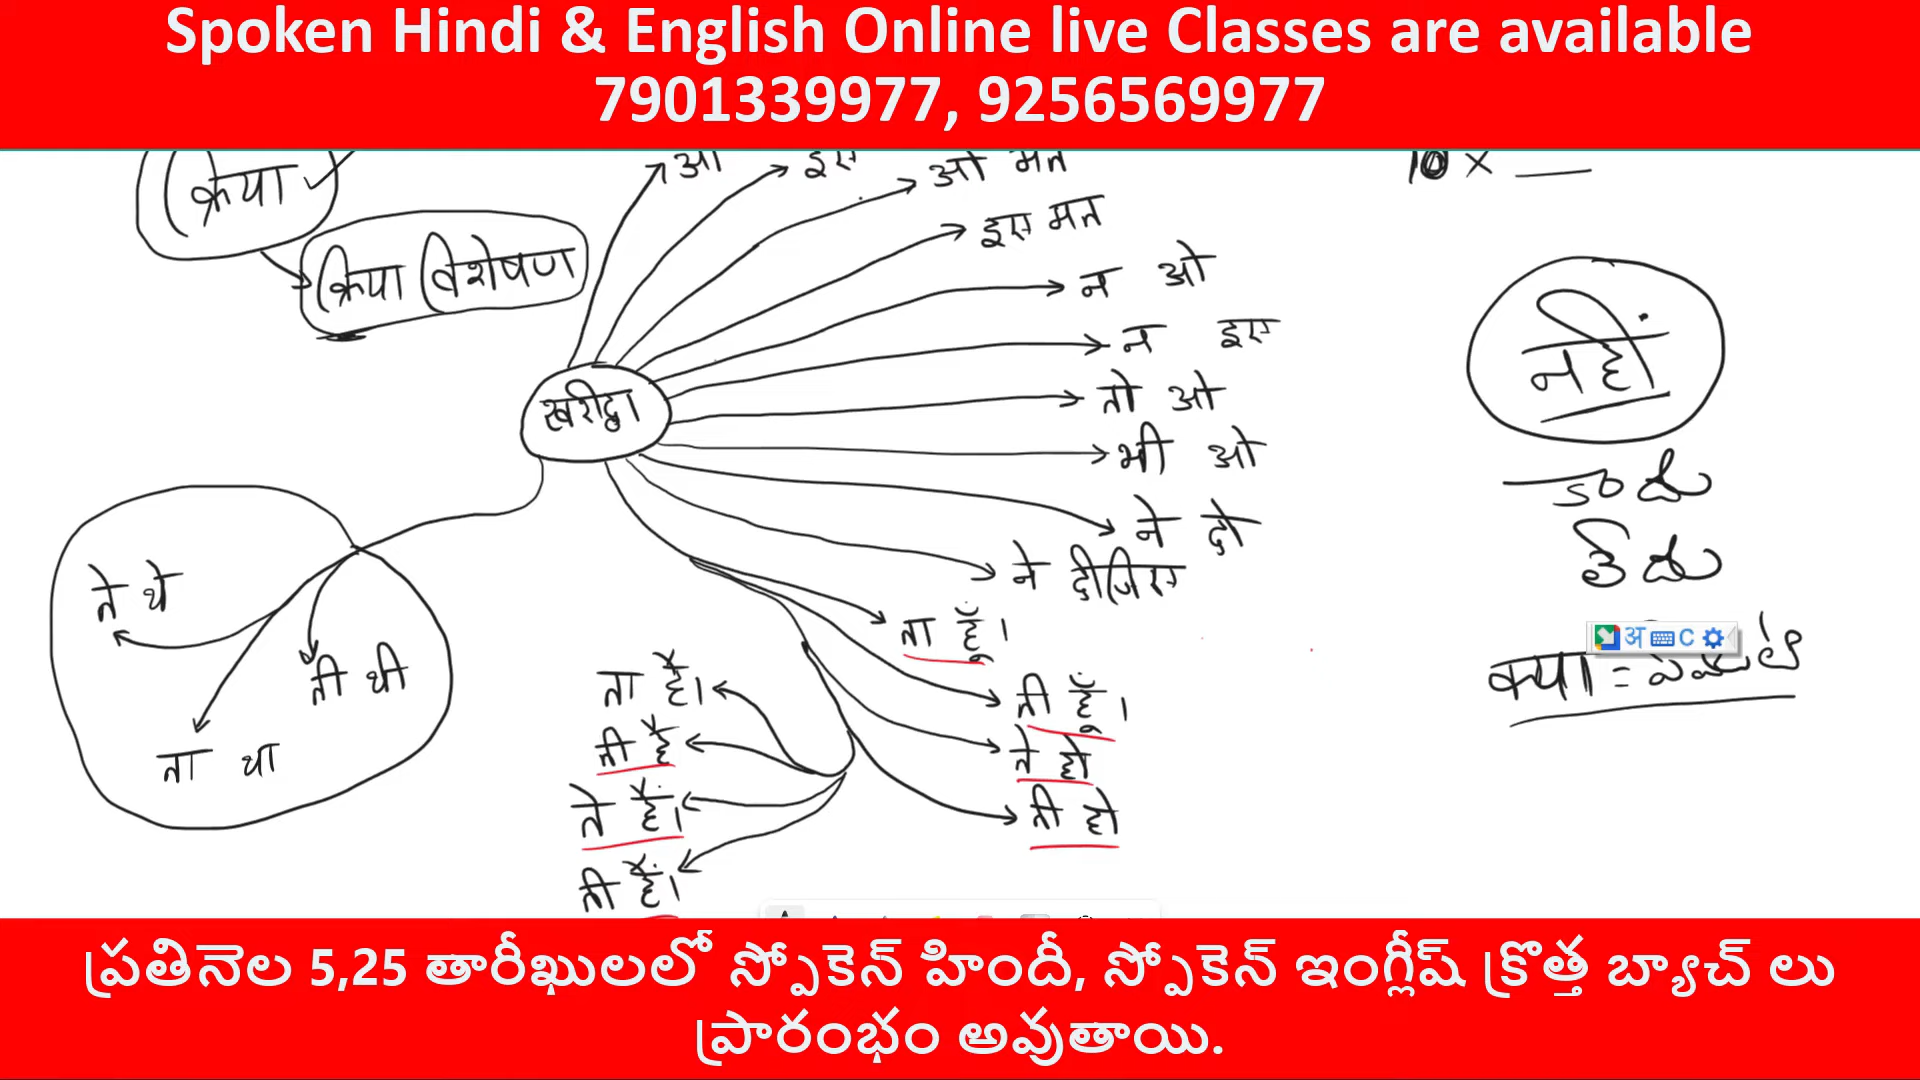 Spoken Hindi & English Online live Classes are available
7901339977, 9256569977
क्रिया
क्रिया विशेषण
ओ मत
इए मत
न ओ
न इए
तो ओ
भी ओ
ने दो
ने दीजिए
खरीद
ता हूँ।
ती हूँ।
ते हो
ती हो
ता है।
ती है
ते हैं।
ती हैं।
ते थे
ती थी
ता था
10 x __
नहीं
లేదు
क्या =
अ C
ప్రతినెల 5,25 తారీఖులలో స్పోకెన్ హిందీ, స్పోకెన్ ఇంగ్లీష్ క్రొత్త బ్యాచ్ లు
ప్రారంభం అవుతాయి.